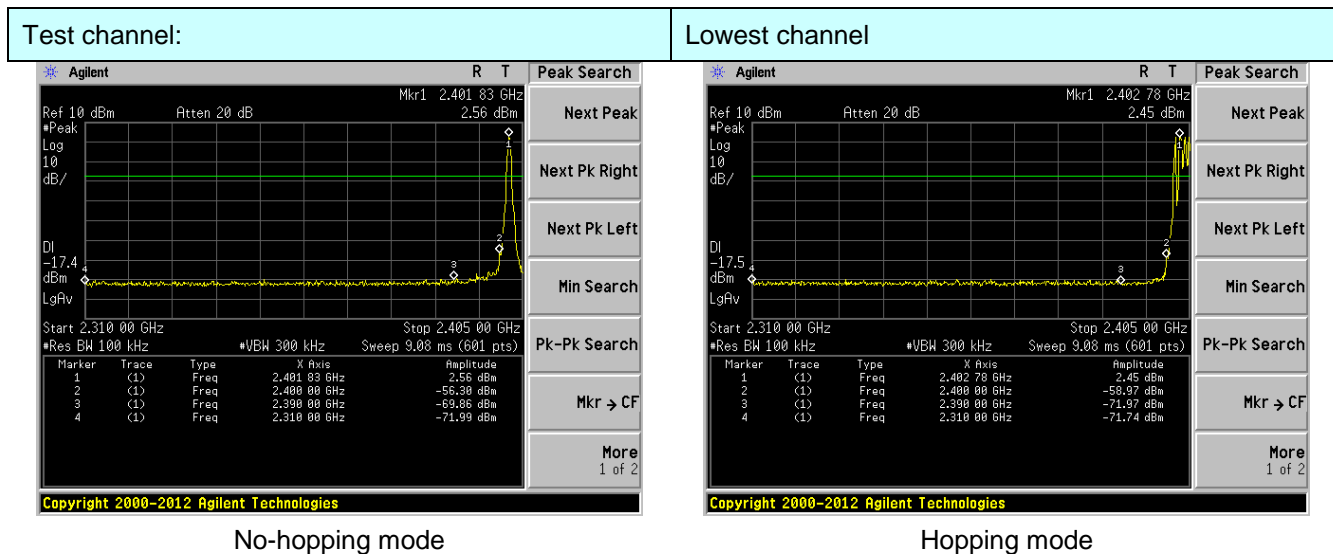 Test channel:
Lowest channel
Agilent
R T
Mkr1 2.401 83 GHz
Ref 10 dBm Atten 20 dB 2.56 dBm
#Peak
Log
10
dB/
1
2
3
4
DI
-17.4
dBm
LgAv
Start 2.310 00 GHz Stop 2.405 00 GHz
#Res BW 100 kHz #VBW 300 kHz Sweep 9.08 ms (601 pts)
Marker Trace Type X Axis Amplitude
1 (1) Freq 2.401 83 GHz 2.56 dBm
2 (1) Freq 2.400 00 GHz -56.30 dBm
3 (1) Freq 2.390 00 GHz -69.86 dBm
4 (1) Freq 2.310 00 GHz -71.99 dBm
Copyright 2000-2012 Agilent Technologies
Peak Search
Next Peak
Next Pk Right
Next Pk Left
Min Search
Pk-Pk Search
Mkr → CF
More
1 of 2
No-hopping mode
Agilent
R T
Mkr1 2.402 78 GHz
Ref 10 dBm Atten 20 dB 2.45 dBm
#Peak
Log
10
dB/
1
2
3
4
DI
-17.5
dBm
LgAv
Start 2.310 00 GHz Stop 2.405 00 GHz
#Res BW 100 kHz #VBW 300 kHz Sweep 9.08 ms (601 pts)
Marker Trace Type X Axis Amplitude
1 (1) Freq 2.402 78 GHz 2.45 dBm
2 (1) Freq 2.400 00 GHz -58.97 dBm
3 (1) Freq 2.390 00 GHz -71.97 dBm
4 (1) Freq 2.310 00 GHz -71.74 dBm
Copyright 2000-2012 Agilent Technologies
Peak Search
Next Peak
Next Pk Right
Next Pk Left
Min Search
Pk-Pk Search
Mkr → CF
More
1 of 2
Hopping mode